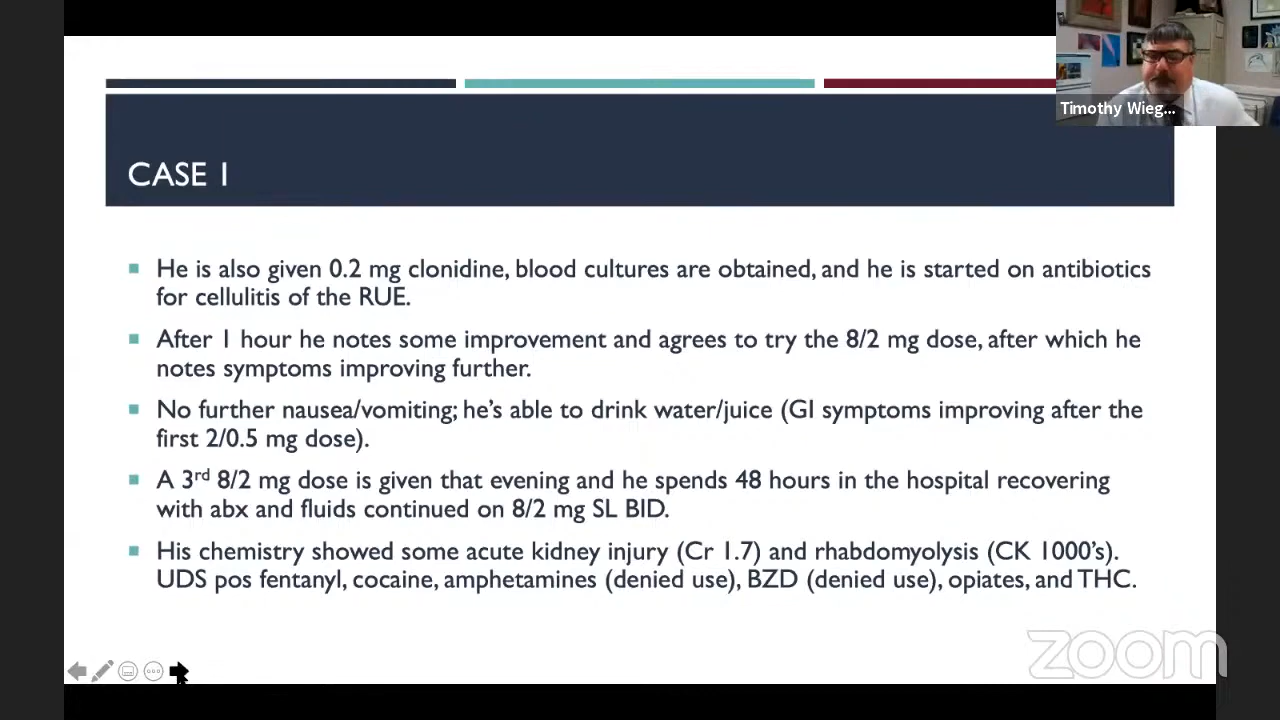 Timothy Wieg...
CASE 1
He is also given 0.2 mg clonidine, blood cultures are obtained, and he is started on antibiotics
for cellulitis of the RUE.
After 1 hour he notes some improvement and agrees to try the 8/2 mg dose, after which he
notes symptoms improving further.
No further nausea/vomiting; he's able to drink water/juice (GI symptoms improving after the
first 2/0.5 mg dose).
A 3rd 8/2 mg dose is given that evening and he spends 48 hours in the hospital recovering
with abx and fluids continued on 8/2 mg SL BID.
His chemistry showed some acute kidney injury (Cr 1.7) and rhabdomyolysis (CK 1000's).
UDS pos fentanyl, cocaine, amphetamines (denied use), BZD (denied use), opiates, and THC.
zoom